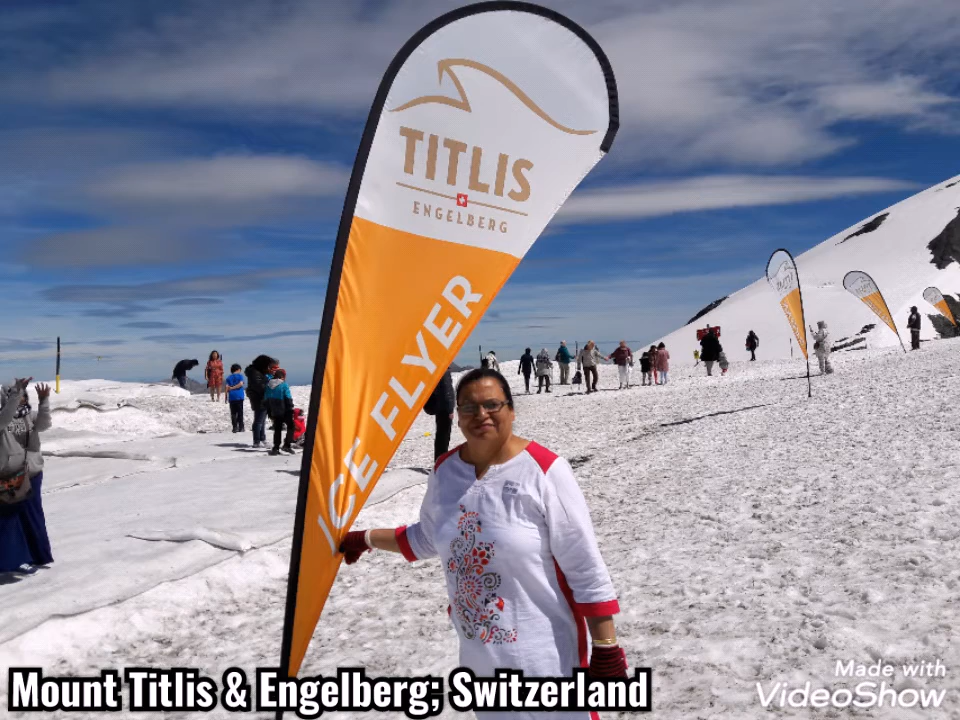 TITLIS
ENGELBERG
ICE FLYER
Mount Titlis & Engelberg; Switzerland
Made with
VideoShow